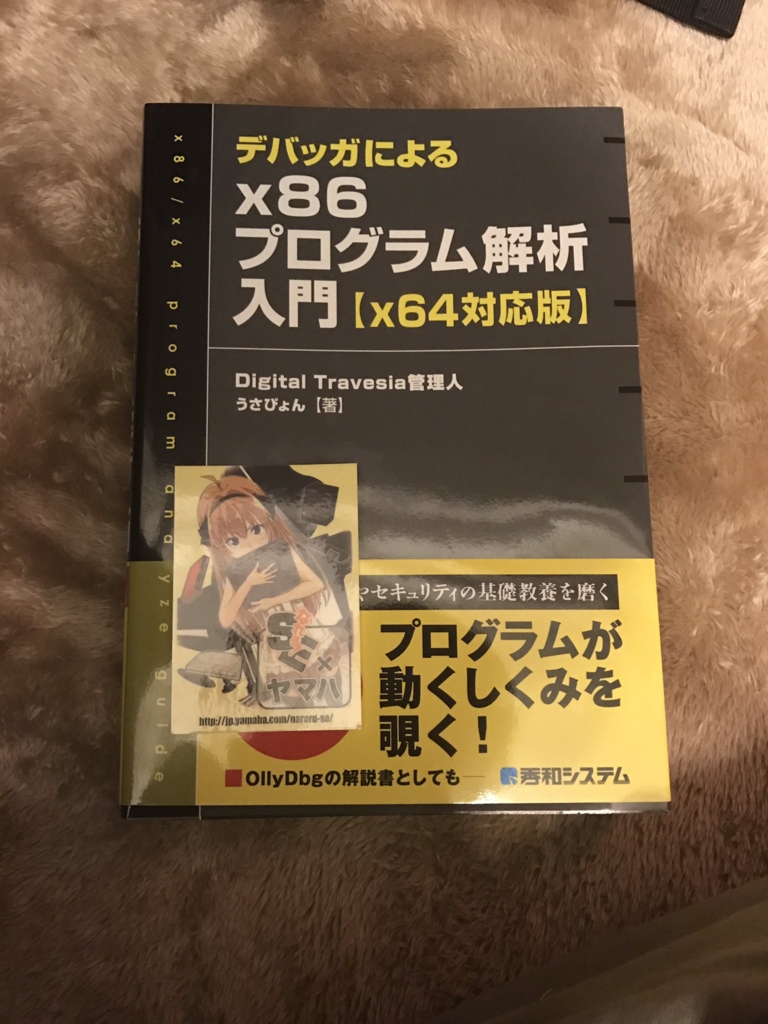 x86/x64 program analyze guide
デバッガによる
x86
プログラム解析
入門【x64対応版】
Digital Travesia管理人
うさぴょん【著】
セキュリティの基礎教養を磨く
プログラムが
動くしくみを
覗く!
×
ヤマハ
http://jp.yamaha.com/naroru-sa/
■OllyDbgの解説書としても―
秀和システム